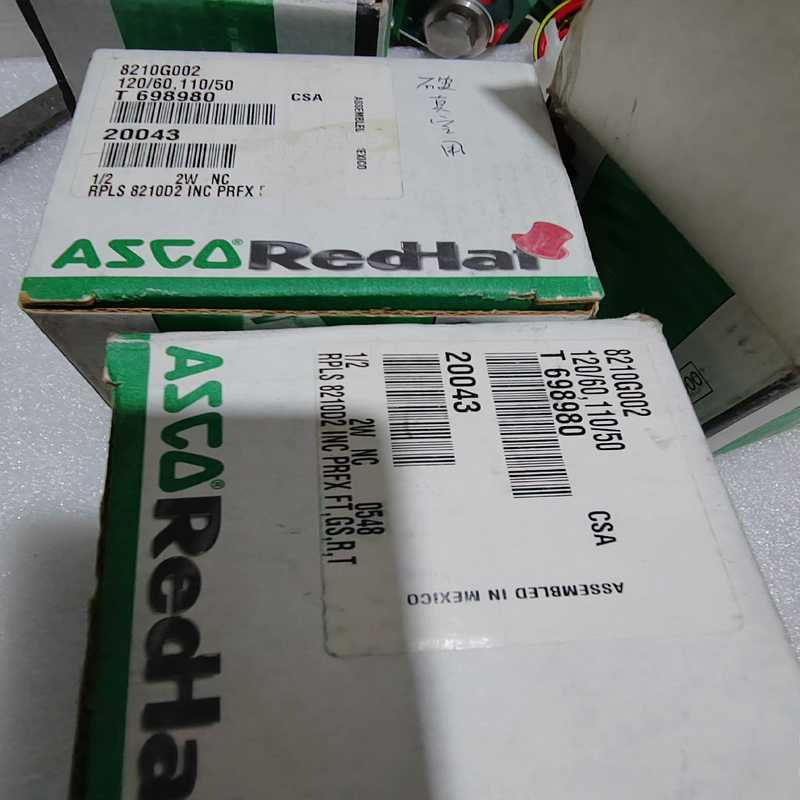 8210G002
120/60,110/50
T 698980
CSA
20043
1/2 2W NC
RPLS 8210D2 INC PRFX
ASCO® RedHat
8210G002
120/60,110/50
T 698980
CSA
20043
1/2 2W NC 0548
RPLS 8210D2 INC PRFX FT,GS,R,T
ASSEMBLED IN MEXICO
ASCO® RedHa